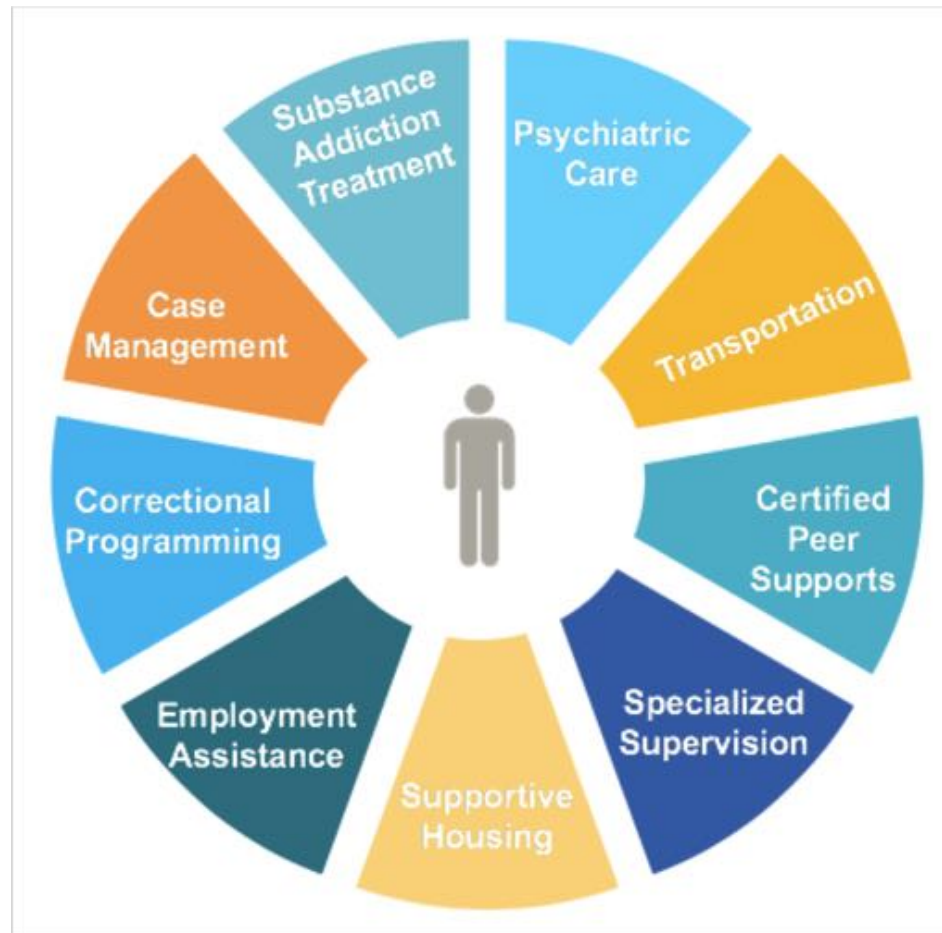 Substance
Addiction
Treatment
Psychiatric
Care
Transportation
Certified
Peer
Supports
Specialized
Supervision
Supportive
Housing
Employment
Assistance
Correctional
Programming
Case
Management